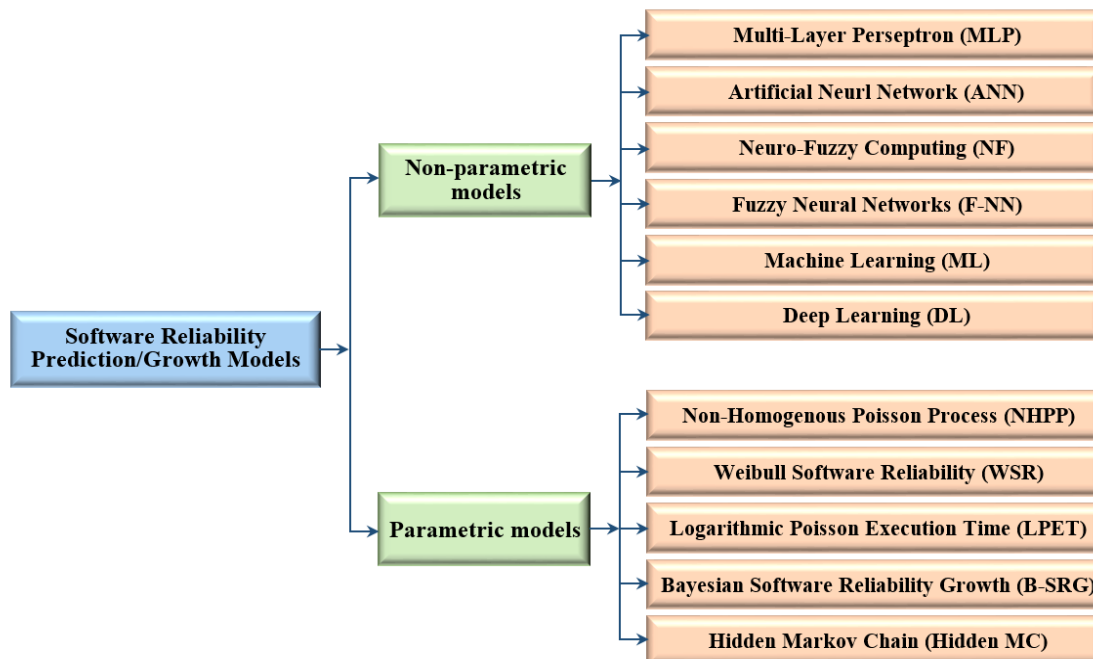 Multi-Layer Perseptron (MLP)
Artificial Neurl Network (ANN)
Neuro-Fuzzy Computing (NF)
Non-parametric
models
Fuzzy Neural Networks (F-NN)
Machine Learning (ML)
Deep Learning (DL)
Software Reliability
Prediction/Growth Models
Non-Homogenous Poisson Process (NHPP)
Weibull Software Reliability (WSR)
Parametric models
Logarithmic Poisson Execution Time (LPET)
Bayesian Software Reliability Growth (B-SRG)
Hidden Markov Chain (Hidden MC)